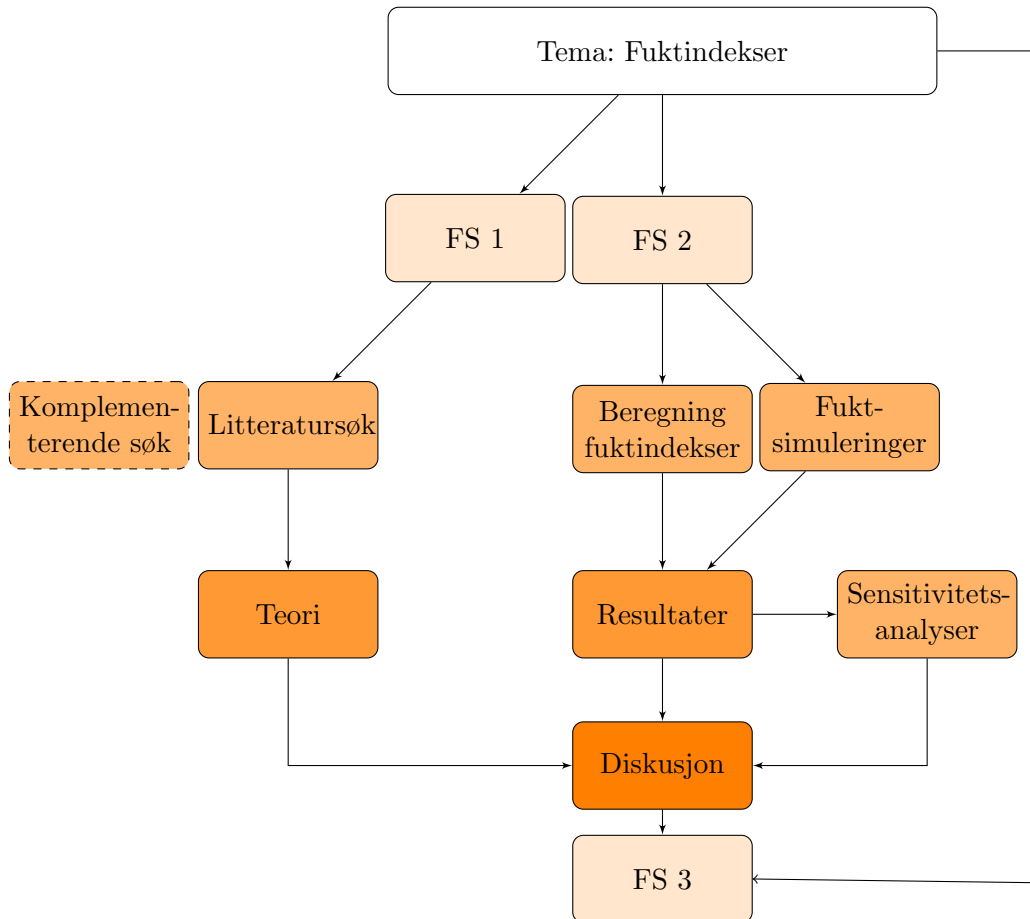 Tema: Fuktindekser
FS 1
FS 2
Komplemen-
terende søk
Litteratursøk
Beregning
fuktindekser
Fukt-
simuleringer
Teori
Resultater
Sensitivitets-
analyser
Diskusjon
FS 3